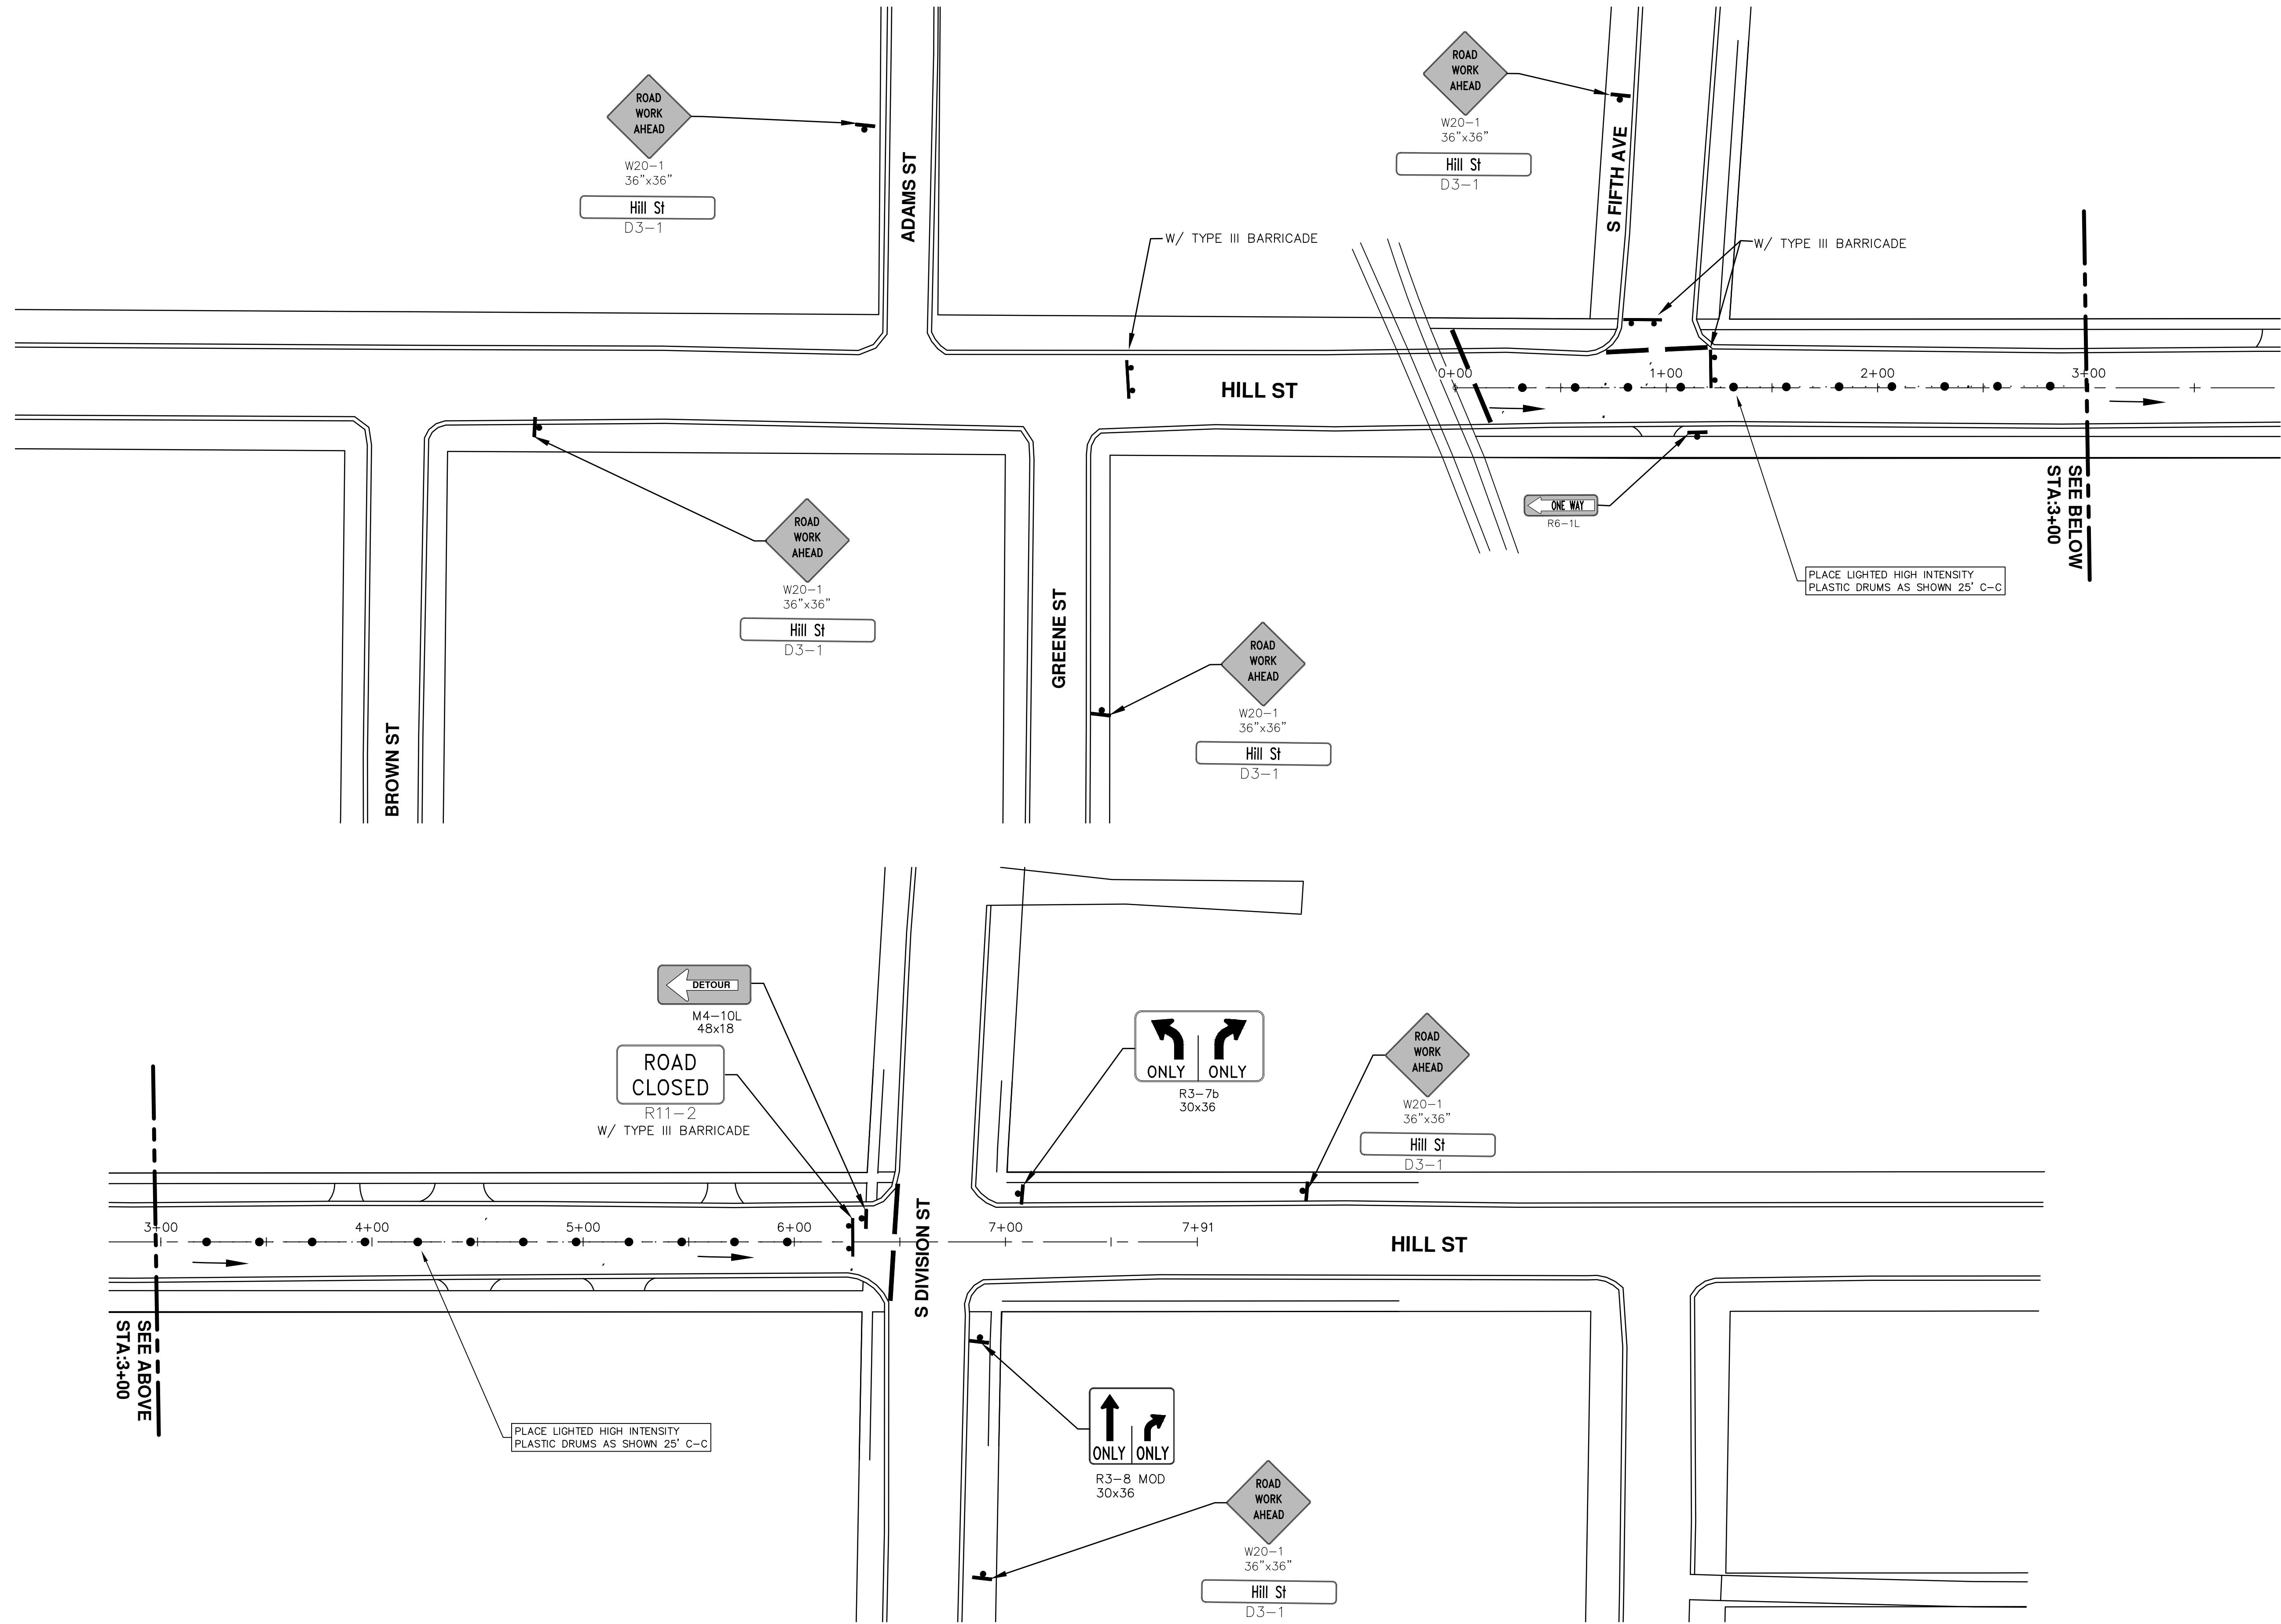 ROAD
WORK
AHEAD
W20-1
36"x36"
Hill St
D3-1
ADAMS ST
ROAD
WORK
AHEAD
W20-1
36"x36"
Hill St
D3-1
S FIFTH AVE
W/ TYPE III BARRICADE
W/ TYPE III BARRICADE
HILL ST
0+00
1+00
2+00
3+00
ONE WAY
R6-1L
PLACE LIGHTED HIGH INTENSITY
PLASTIC DRUMS AS SHOWN 25' C-C
SEE BELOW
STA:3+00
ROAD
WORK
AHEAD
W20-1
36"x36"
Hill St
D3-1
BROWN ST
GREENE ST
ROAD
WORK
AHEAD
W20-1
36"x36"
Hill St
D3-1
DETOUR
M4-10L
48x18
ROAD
CLOSED
R11-2
W/ TYPE III BARRICADE
ONLY ONLY
R3-7b
30x36
ROAD
WORK
AHEAD
W20-1
36"x36"
Hill St
D3-1
3+00
4+00
5+00
6+00
7+00
7+91
S DIVISION ST
HILL ST
SEE ABOVE
STA:3+00
PLACE LIGHTED HIGH INTENSITY
PLASTIC DRUMS AS SHOWN 25' C-C
ONLY ONLY
R3-8 MOD
30x36
ROAD
WORK
AHEAD
W20-1
36"x36"
Hill St
D3-1